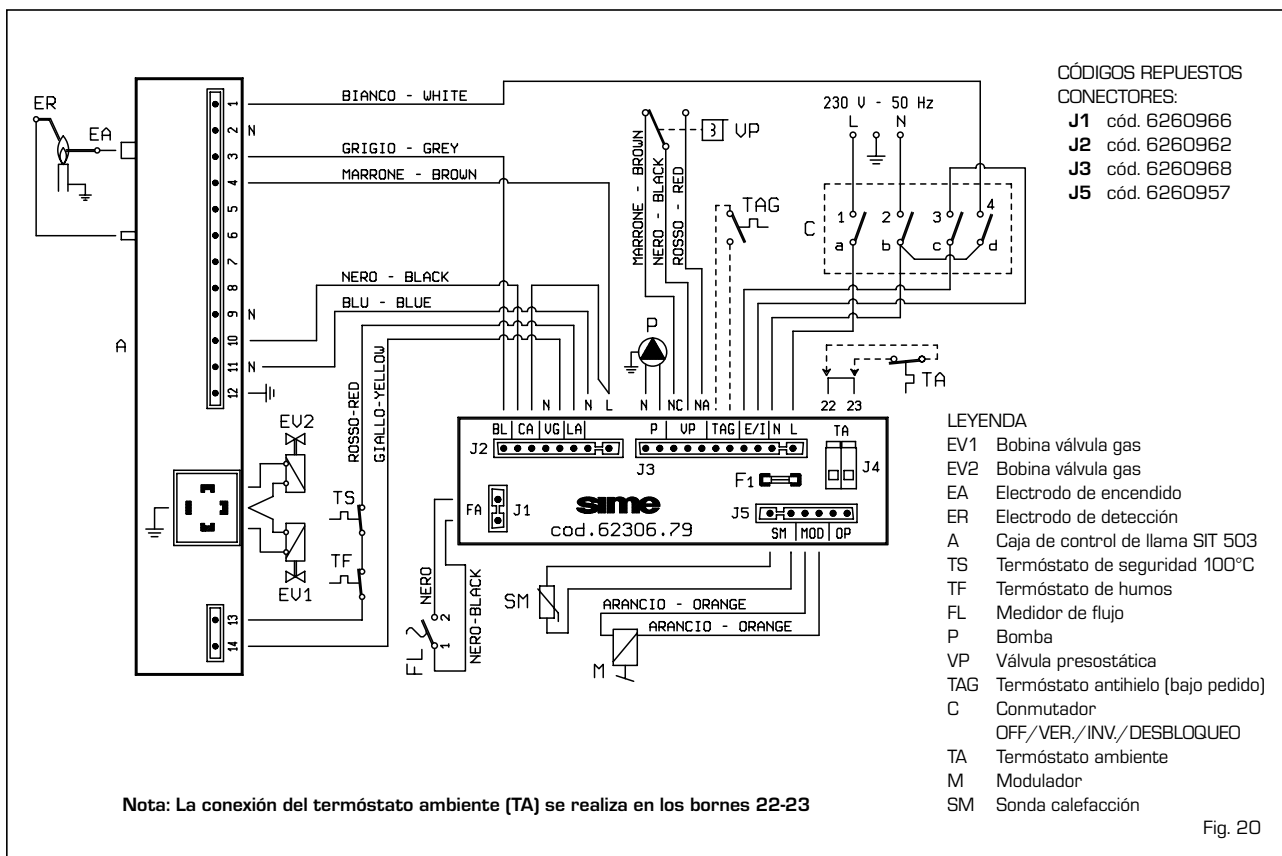 CÓDIGOS REPUESTOS
CONECTORES:
J1 cód. 6260966
J2 cód. 6260962
J3 cód. 6260968
J5 cód. 6260957
230 V - 50 Hz
L N
ER
EA
1
2 N
3
4
5
6
7
8
9 N
10
11 N
12
A
13
14
BIANCO - WHITE
GRIGIO - GREY
MARRONE - BROWN
NERO - BLACK
BLU - BLUE
ROSSO-RED
GIALLO-YELLOW
MARRONE - BROWN
NERO - BLACK
ROSSO - RED
VP
TAG
C
1 2 3 4
a b c d
P
TA
22 23
EV2
EV1
TS
TF
N N L
BL CA VG LA
J2
N NC NA
P VP TAG E/I N L
J3
TA
J4
F1
FA J1
sime
cod.62306.79
J5
SM MOD OP
NERO
NERO-BLACK
FL
2
1
SM
ARANCIO - ORANGE
ARANCIO - ORANGE
M
LEYENDA
EV1 Bobina válvula gas
EV2 Bobina válvula gas
EA Electrodo de encendido
ER Electrodo de detección
A Caja de control de llama SIT 503
TS Termóstato de seguridad 100°C
TF Termóstato de humos
FL Medidor de flujo
P Bomba
VP Válvula presostática
TAG Termóstato antihielo (bajo pedido)
C Conmutador
OFF/VER./INV./DESBLOQUEO
TA Termóstato ambiente
M Modulador
SM Sonda calefacción
Nota: La conexión del termóstato ambiente (TA) se realiza en los bornes 22-23
Fig. 20